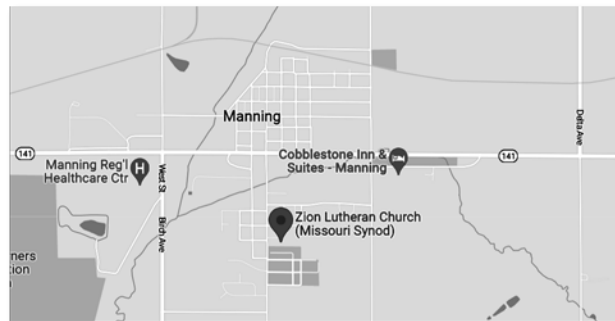 Manning
141
Cobblestone Inn &
Suites - Manning
141
Manning Reg'l
Healthcare Ctr
H
West St
Birch Ave
Delta Ave
Zion Lutheran Church
(Missouri Synod)
ners
tion